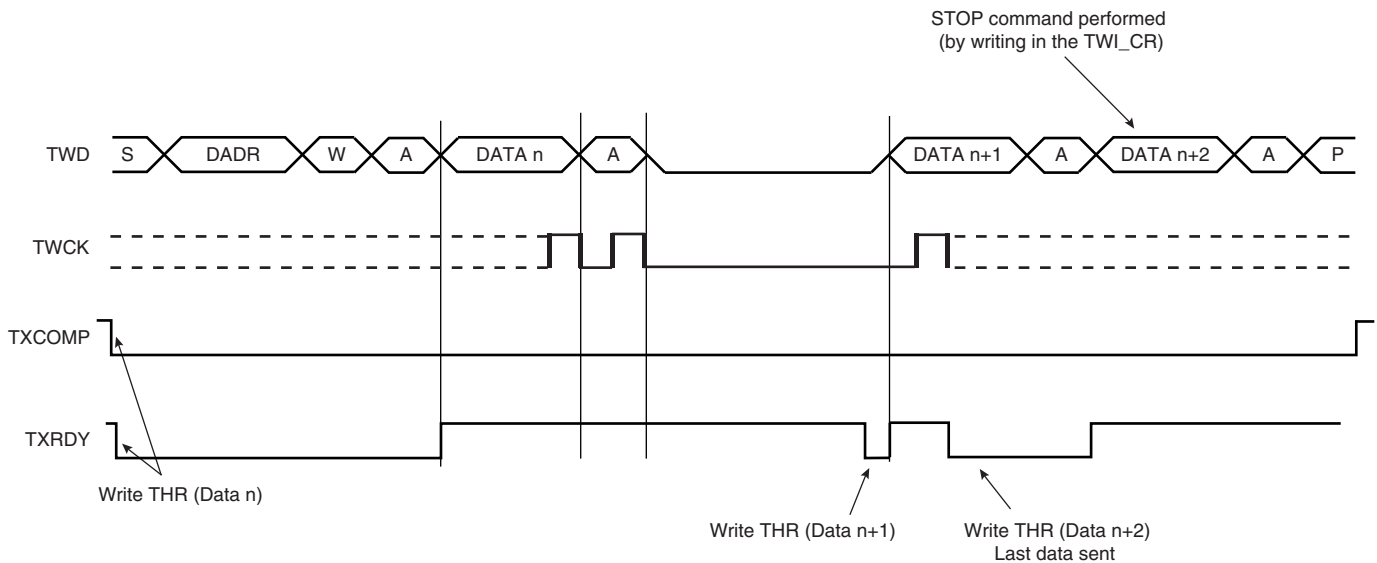 STOP command performed
(by writing in the TWI_CR)
TWD S DADR W A DATA n A DATA n+1 A DATA n+2 A P
TWCK
TXCOMP
TXRDY
Write THR (Data n)
Write THR (Data n+1)
Write THR (Data n+2)
Last data sent